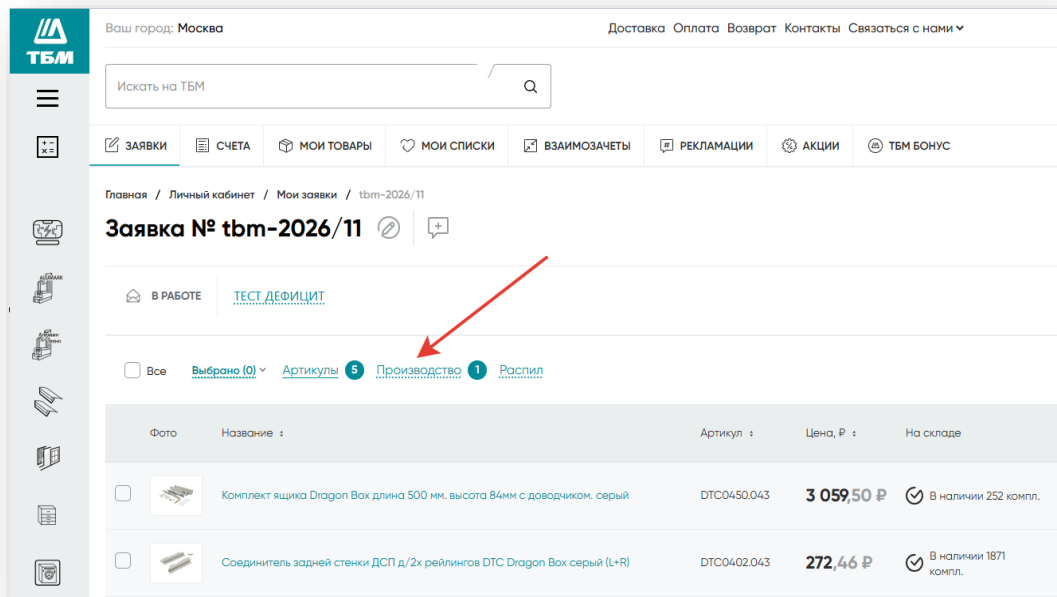 ТБМ
Ваш город: Москва
Доставка Оплата Возврат Контакты Связаться с нами
Искать на ТБМ
ЗАЯВКИ СЧЕТА МОИ ТОВАРЫ МОИ СПИСКИ ВЗАИМОЗАЧЕТЫ РЕКЛАМАЦИИ АКЦИИ ТБМ БОНУС
Главная / Личный кабинет / Мои заявки / tbm-2026/11
Заявка № tbm-2026/11
ALUMARK
В РАБОТЕ ТЕСТ ДЕФИЦИТ
Все Выбрано (0) Артикулы 5 Производство 1 Распил
Фото Название Артикул Цена, ₽ На складе
Комплект ящика Dragon Box длина 500 мм. высота 84мм с доводчиком. серый DTC0450.043 3 059,50 ₽ В наличии 252 компл.
Соединитель задней стенки ДСП д/2х рейлингов DTC Dragon Box серый (L+R) DTC0402.043 272,46 ₽ В наличии 1871
компл.